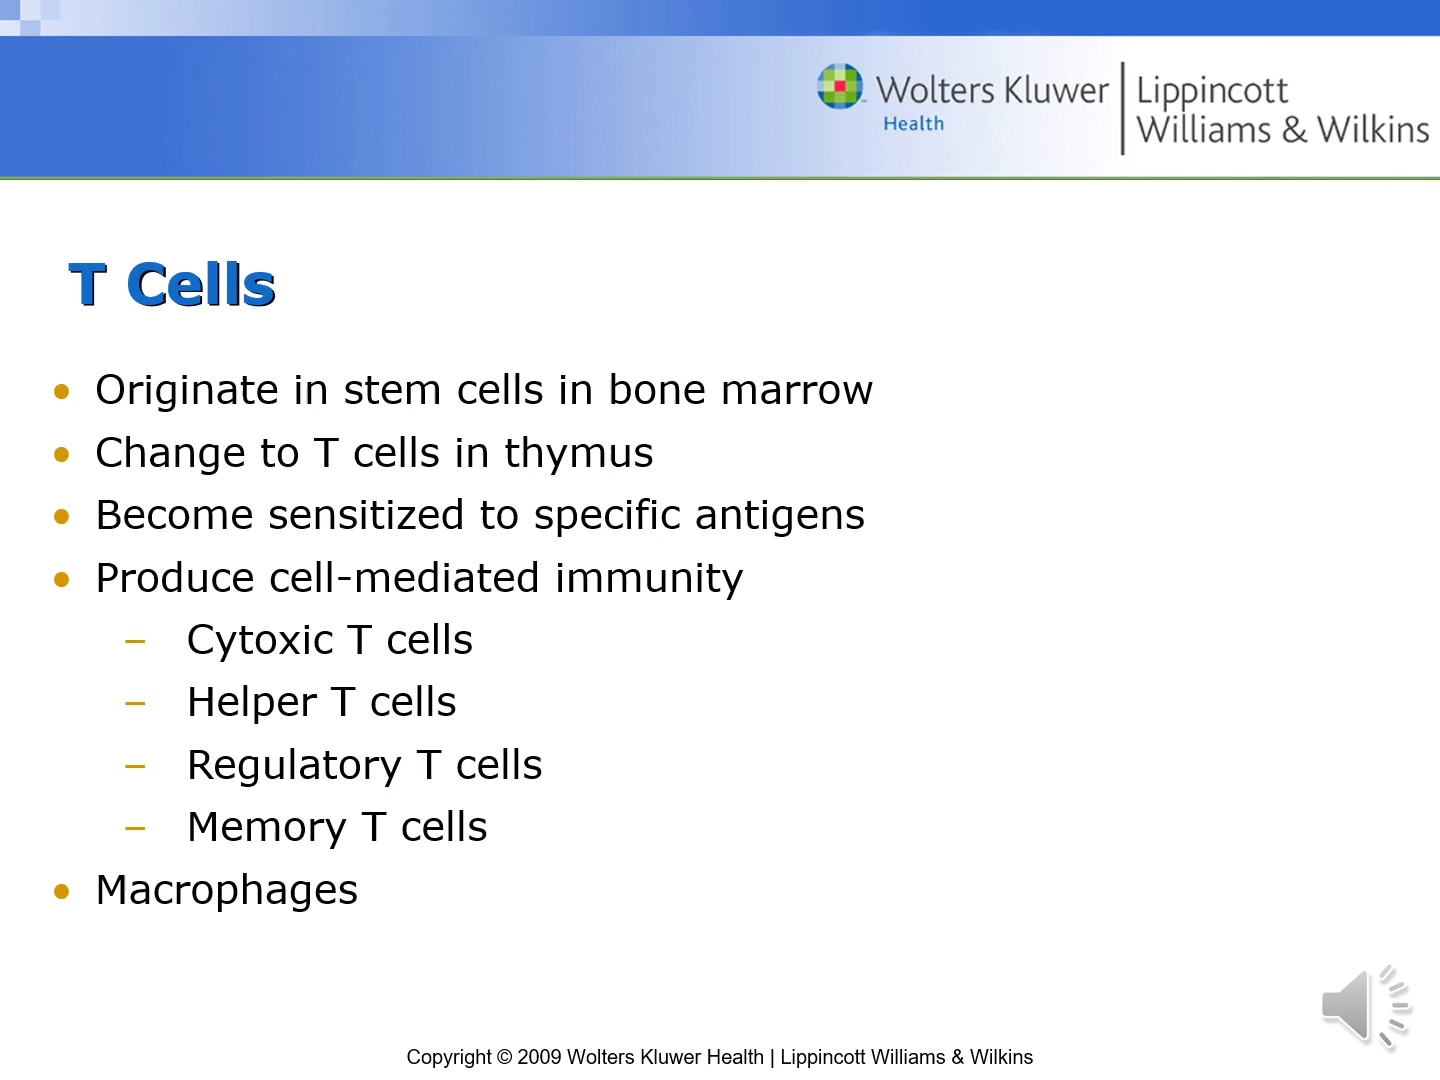 Wolters Kluwer
Health
Lippincott
Williams & Wilkins
T Cells
• Originate in stem cells in bone marrow
• Change to T cells in thymus
• Become sensitized to specific antigens
• Produce cell-mediated immunity
– Cytoxic T cells
– Helper T cells
– Regulatory T cells
– Memory T cells
• Macrophages
Copyright © 2009 Wolters Kluwer Health | Lippincott Williams & Wilkins